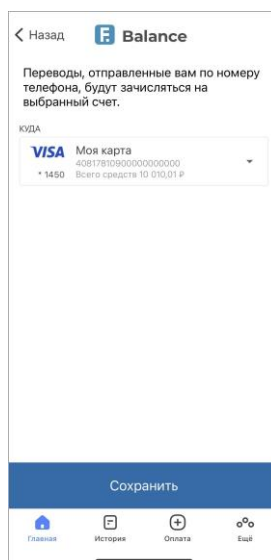 Назад
F. Balance
Переводы, отправленные вам по номеру
телефона, будут зачисляться на
выбранный счет.
КУДА
VISA Моя карта
40817810900000000000
* 1450 Всего средств 10 010,01 ₽
Сохранить
Главная История Оплата Ещё